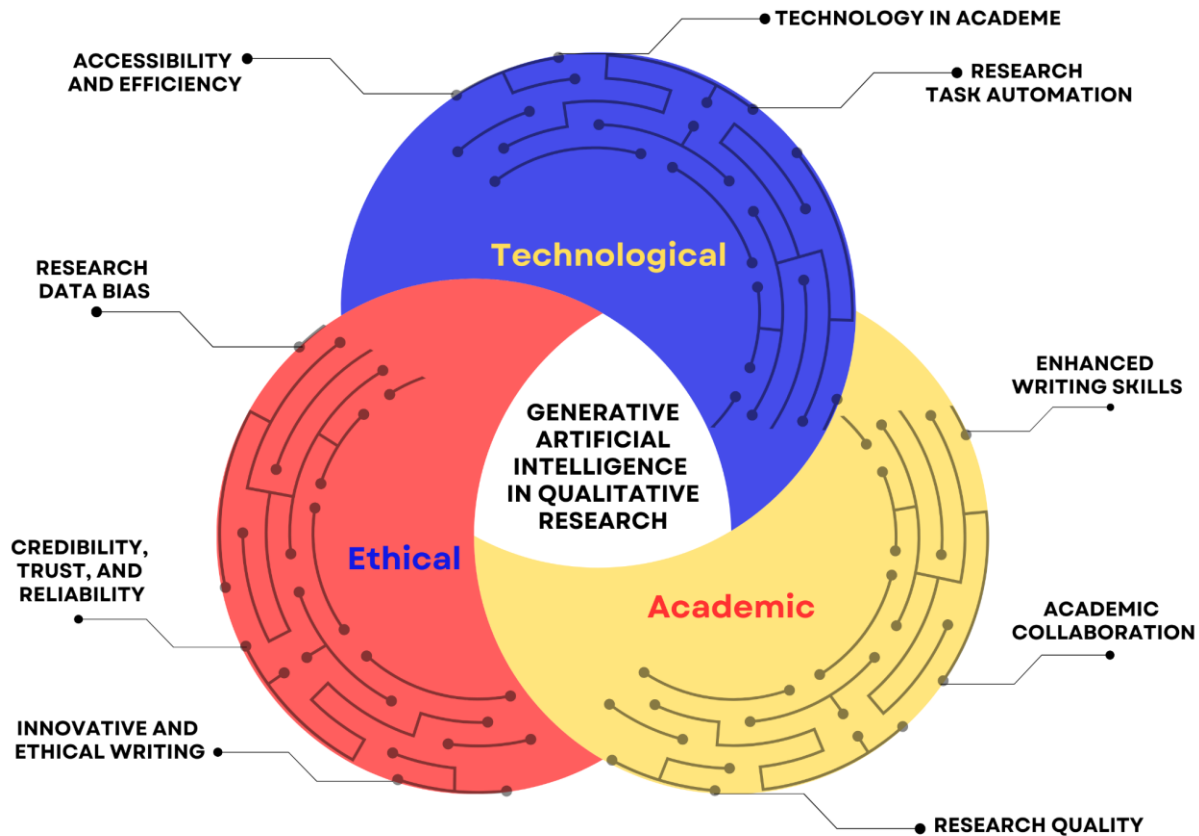 TECHNOLOGY IN ACADEME
ACCESSIBILITY
AND EFFICIENCY
RESEARCH
TASK AUTOMATION
Technological
RESEARCH
DATA BIAS
ENHANCED
WRITING SKILLS
GENERATIVE
ARTIFICIAL
INTELLIGENCE
IN QUALITATIVE
RESEARCH
CREDIBILITY,
TRUST, AND
RELIABILITY
Ethical
Academic
ACADEMIC
COLLABORATION
INNOVATIVE AND
ETHICAL WRITING
RESEARCH QUALITY